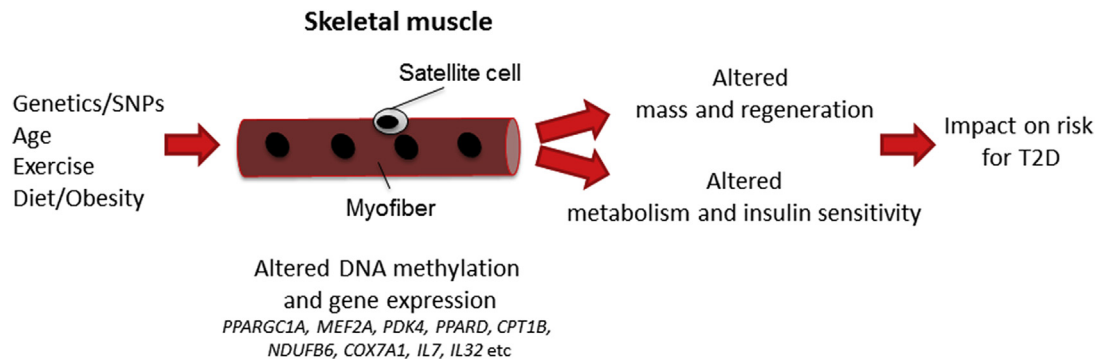 Skeletal muscle
Satellite cell
Genetics/SNPs
Age
Exercise
Diet/Obesity
Myofiber
Altered
mass and regeneration
Altered
metabolism and insulin sensitivity
Impact on risk
for T2D
Altered DNA methylation
and gene expression
PPARGC1A, MEF2A, PDK4, PPARD, CPT1B,
NDUFB6, COX7A1, IL7, IL32 etc